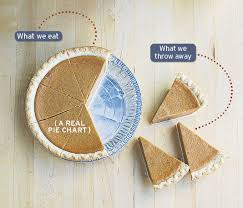 What we eat
What we
throw away
(A REAL
PIE CHART)